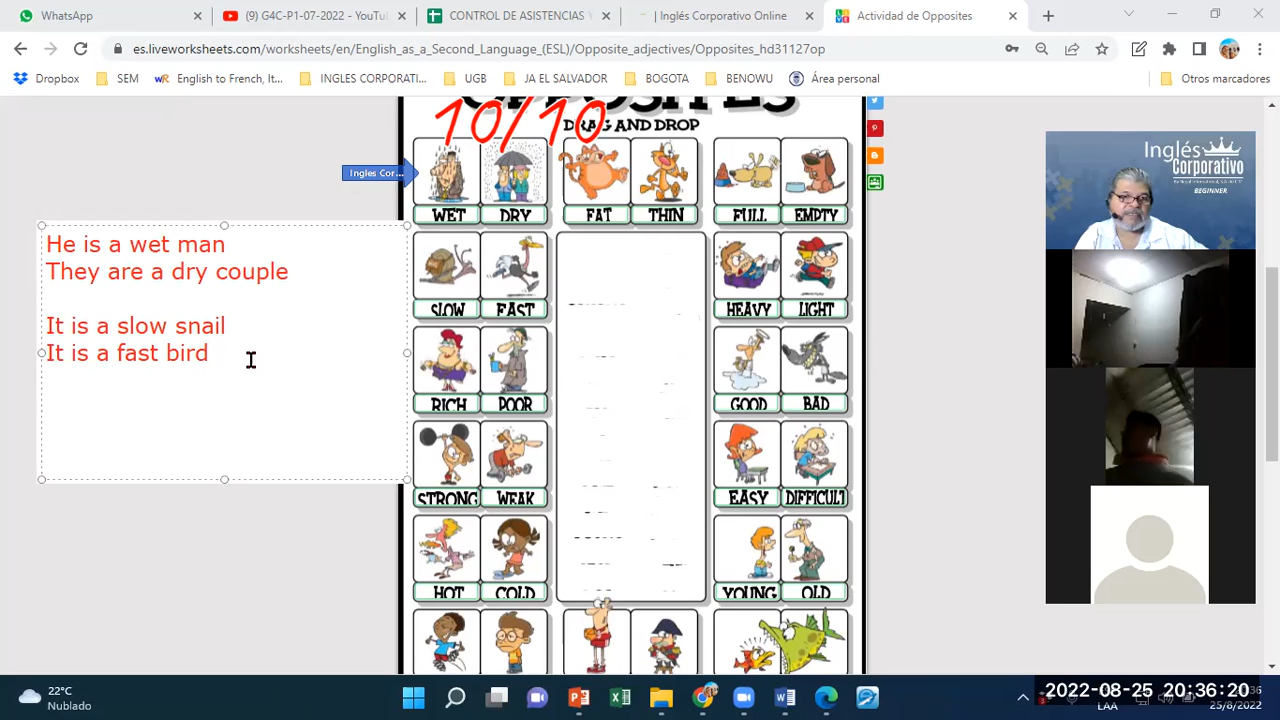 WhatsApp
(9) G4C-P1-07-2022 - YouTu
CONTROL DE ASISTENCIAS Y
Inglés Corporativo Online
Actividad de Opposites
es.liveworksheets.com/worksheets/en/English_as_a_Second_Language_(ESL)/Opposite_adjectives/Opposites_hd31127op
Dropbox
SEM
English to French, It...
INGLES CORPORATI...
UGB
JA EL SALVADOR
BOGOTA
BENOWU
Área personal
Otros marcadores
OPPOSITES
10/10
DRAG AND DROP
Ingles Cor...
WET DRY FAT THIN FULL EMPTY
He is a wet man
They are a dry couple
It is a slow snail
It is a fast bird
SLOW FAST HEAVY LIGHT
RICH POOR GOOD BAD
STRONG WEAK EASY DIFFICULT
HOT COLD YOUNG OLD
Inglés
Corporativo
BEGINNER
22°C
Nublado
2022-08-25 20:36:20
LAA
25/8/2022